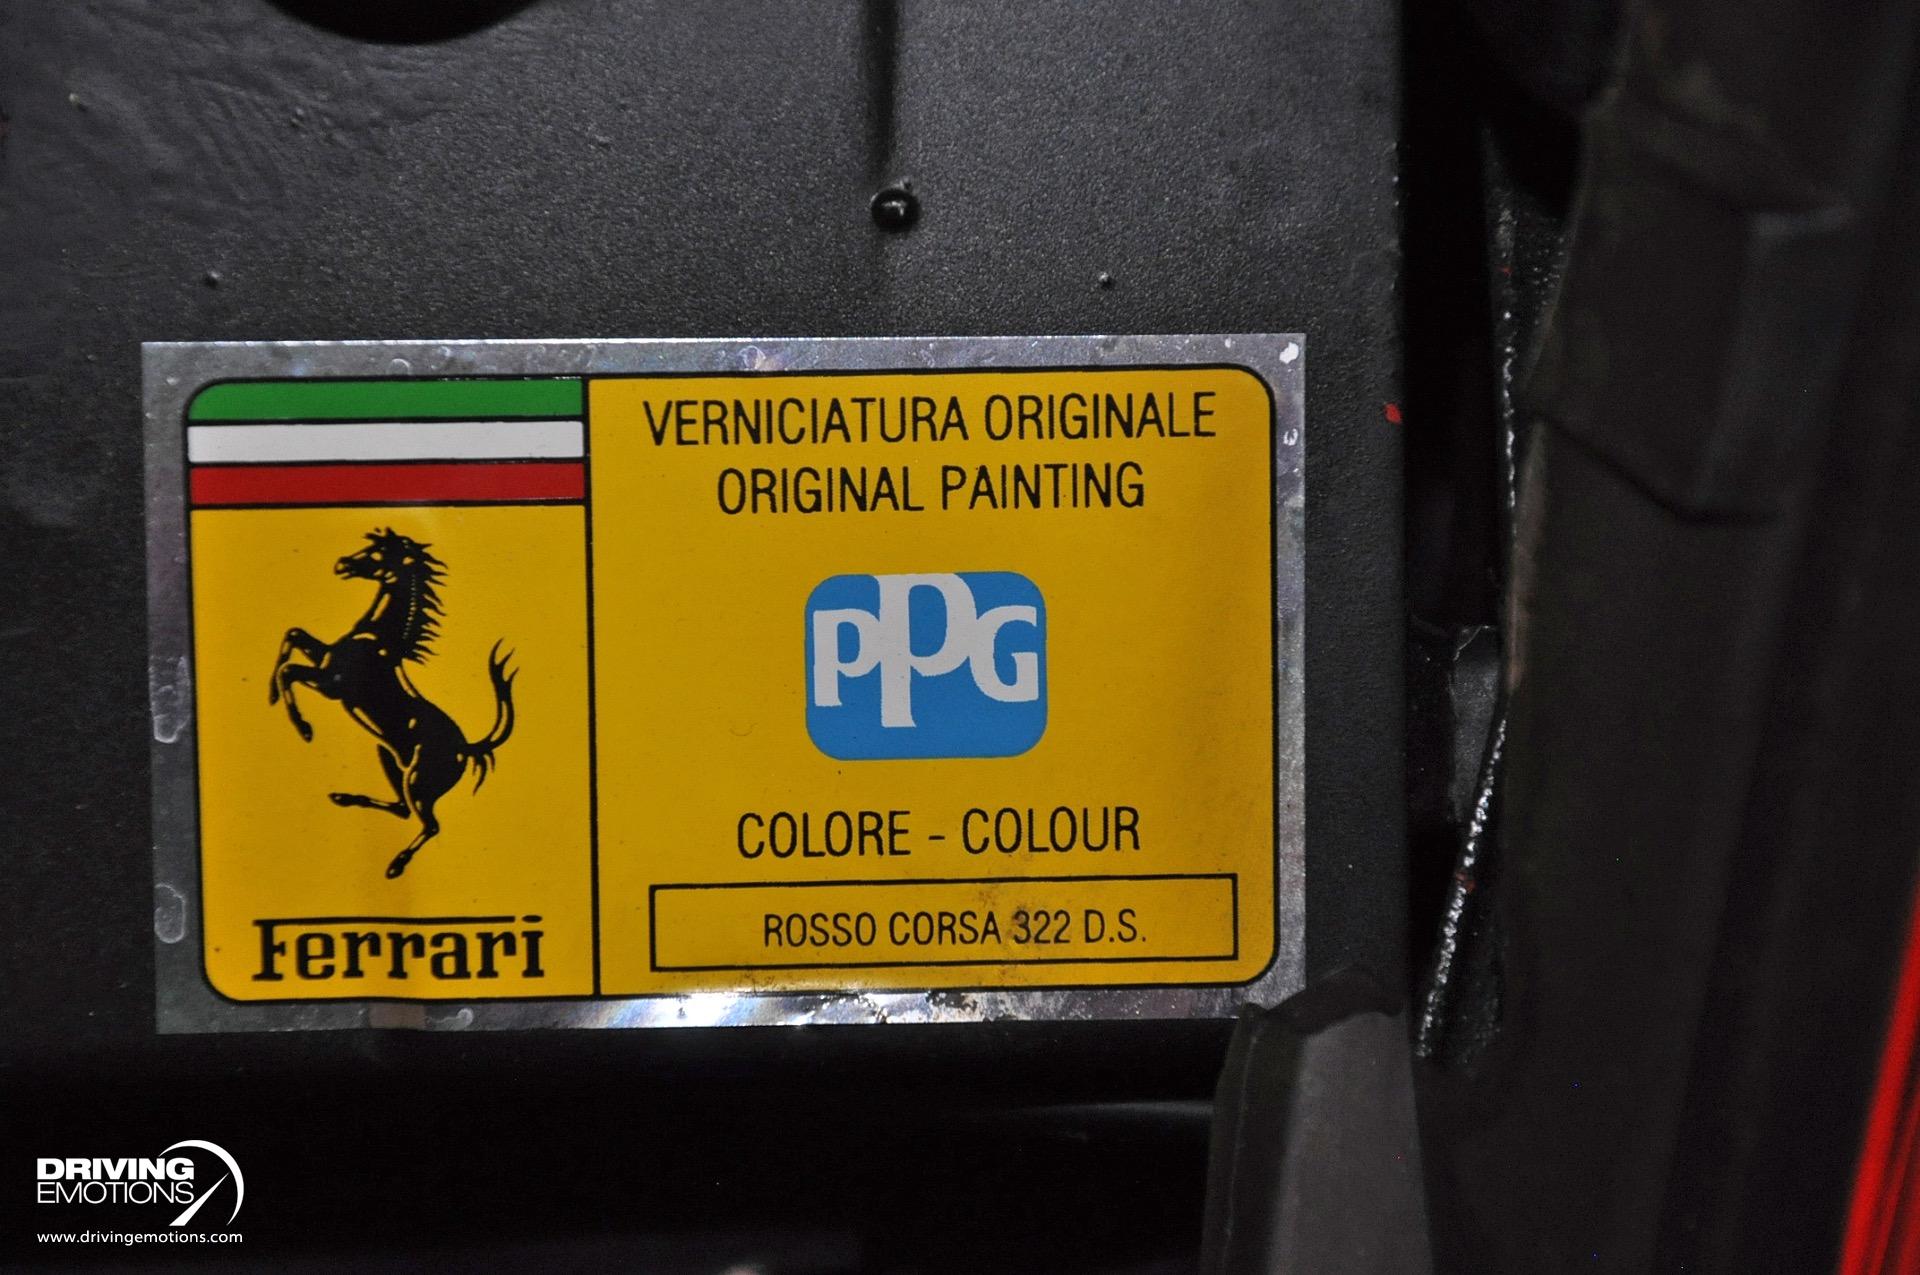 VERNICIATURA ORIGINALE
ORIGINAL PAINTING
PPG
COLORE - COLOUR
ROSSO CORSA 322 D.S.
Ferrari
DRIVING
EMOTIONS
www.drivingemotions.com